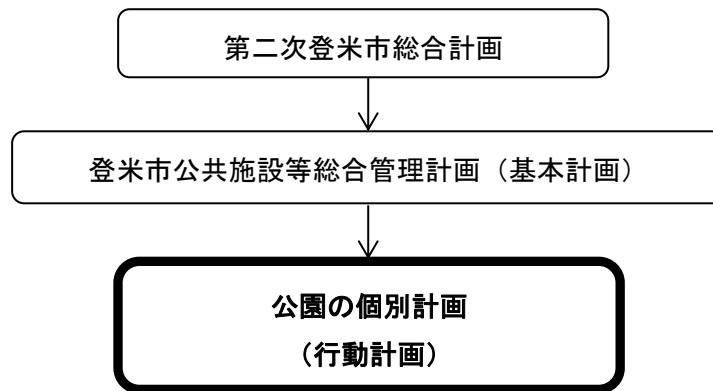 第二次登米市総合計画
登米市公共施設等総合管理計画（基本計画）
公園の個別計画
（行動計画）